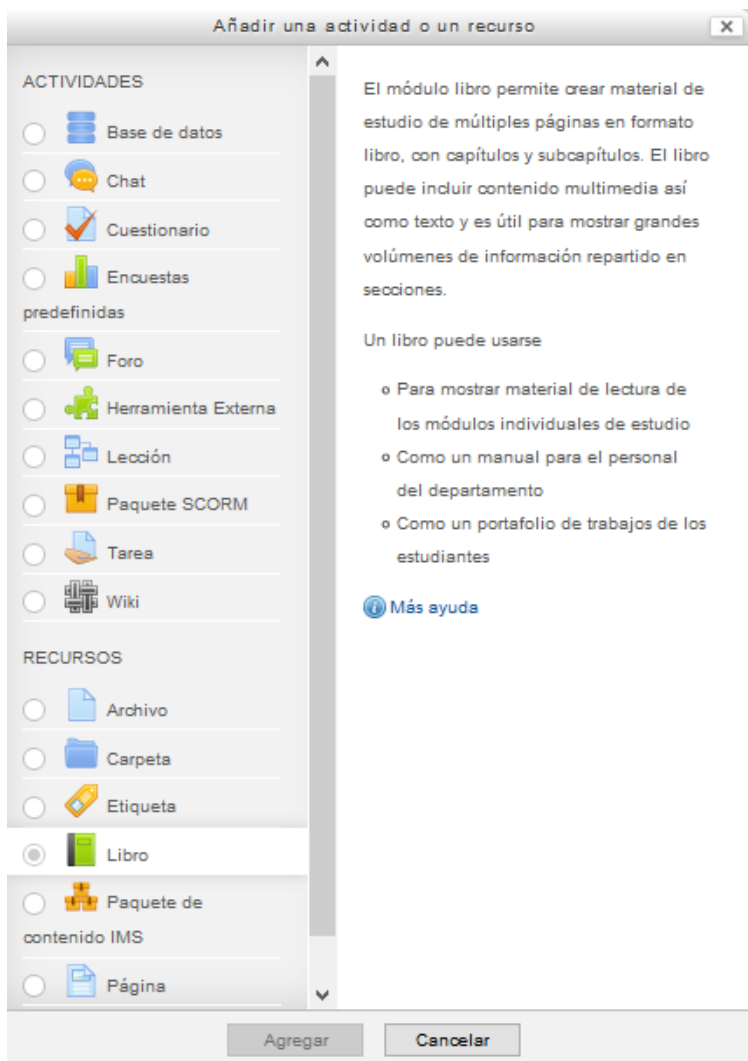 Añadir una actividad o un recurso
ACTIVIDADES
Base de datos
Chat
Cuestionario
Encuestas
predefinidas
Foro
Herramienta Externa
Lección
Paquete SCORM
Tarea
Wiki
RECURSOS
Archivo
Carpeta
Etiqueta
Libro
Paquete de
contenido IMS
Página
El módulo libro permite crear material de
estudio de múltiples páginas en formato
libro, con capítulos y subcapítulos. El libro
puede incluir contenido multimedia así
como texto y es útil para mostrar grandes
volúmenes de información repartido en
secciones.
Un libro puede usarse
Para mostrar material de lectura de
los módulos individuales de estudio
Como un manual para el personal
del departamento
Como un portafolio de trabajos de los
estudiantes
Más ayuda
Agregar
Cancelar